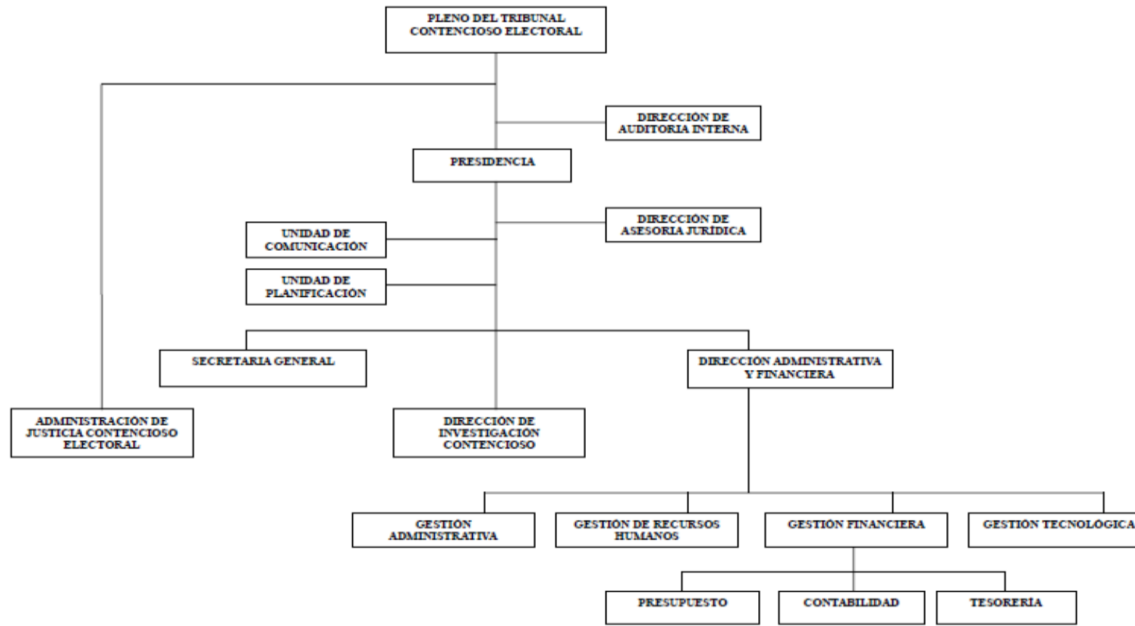 PLENO DEL TRIBUNAL
CONTENCIOSO ELECTORAL
DIRECCIÓN DE
AUDITORIA INTERNA
PRESIDENCIA
DIRECCIÓN DE
ASESORIA JURÍDICA
UNIDAD DE
COMUNICACIÓN
UNIDAD DE
PLANIFICACIÓN
SECRETARIA GENERAL
DIRECCIÓN ADMINISTRATIVA
Y FINANCIERA
ADMINISTRACIÓN DE
JUSTICIA CONTENCIOSO
ELECTORAL
DIRECCIÓN DE
INVESTIGACIÓN
CONTENCIOSO
GESTIÓN
ADMINISTRATIVA
GESTIÓN DE RECURSOS
HUMANOS
GESTIÓN FINANCIERA
GESTIÓN TECNOLÓGICA
PRESUPUESTO
CONTABILIDAD
TESORERÍA